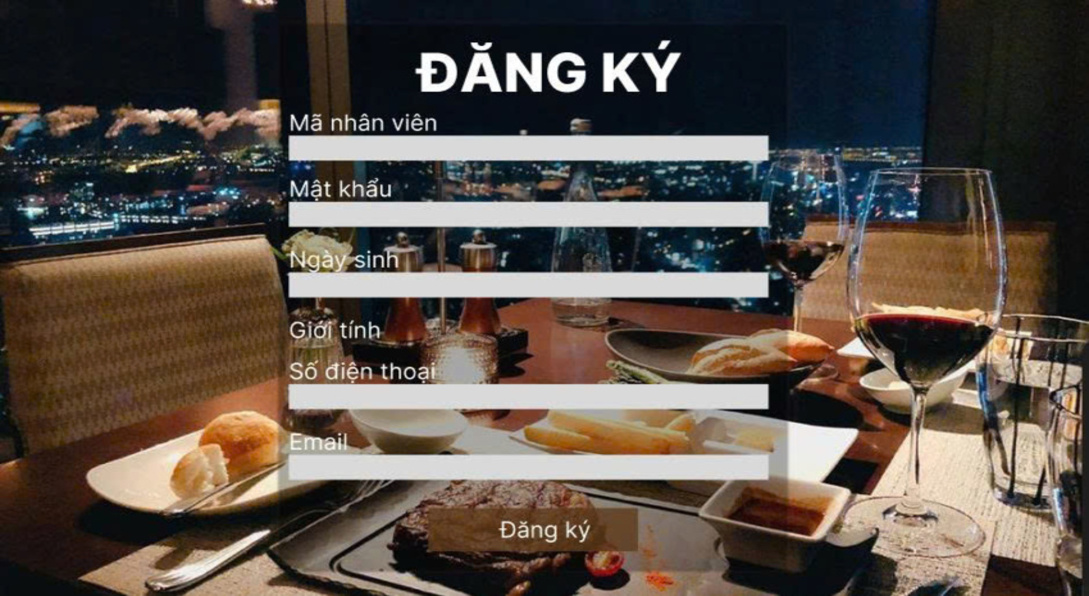 ĐĂNG KÝ
Mã nhân viên
Mật khẩu
Ngày sinh
Giới tính
Số điện thoại
Email
Đăng ký